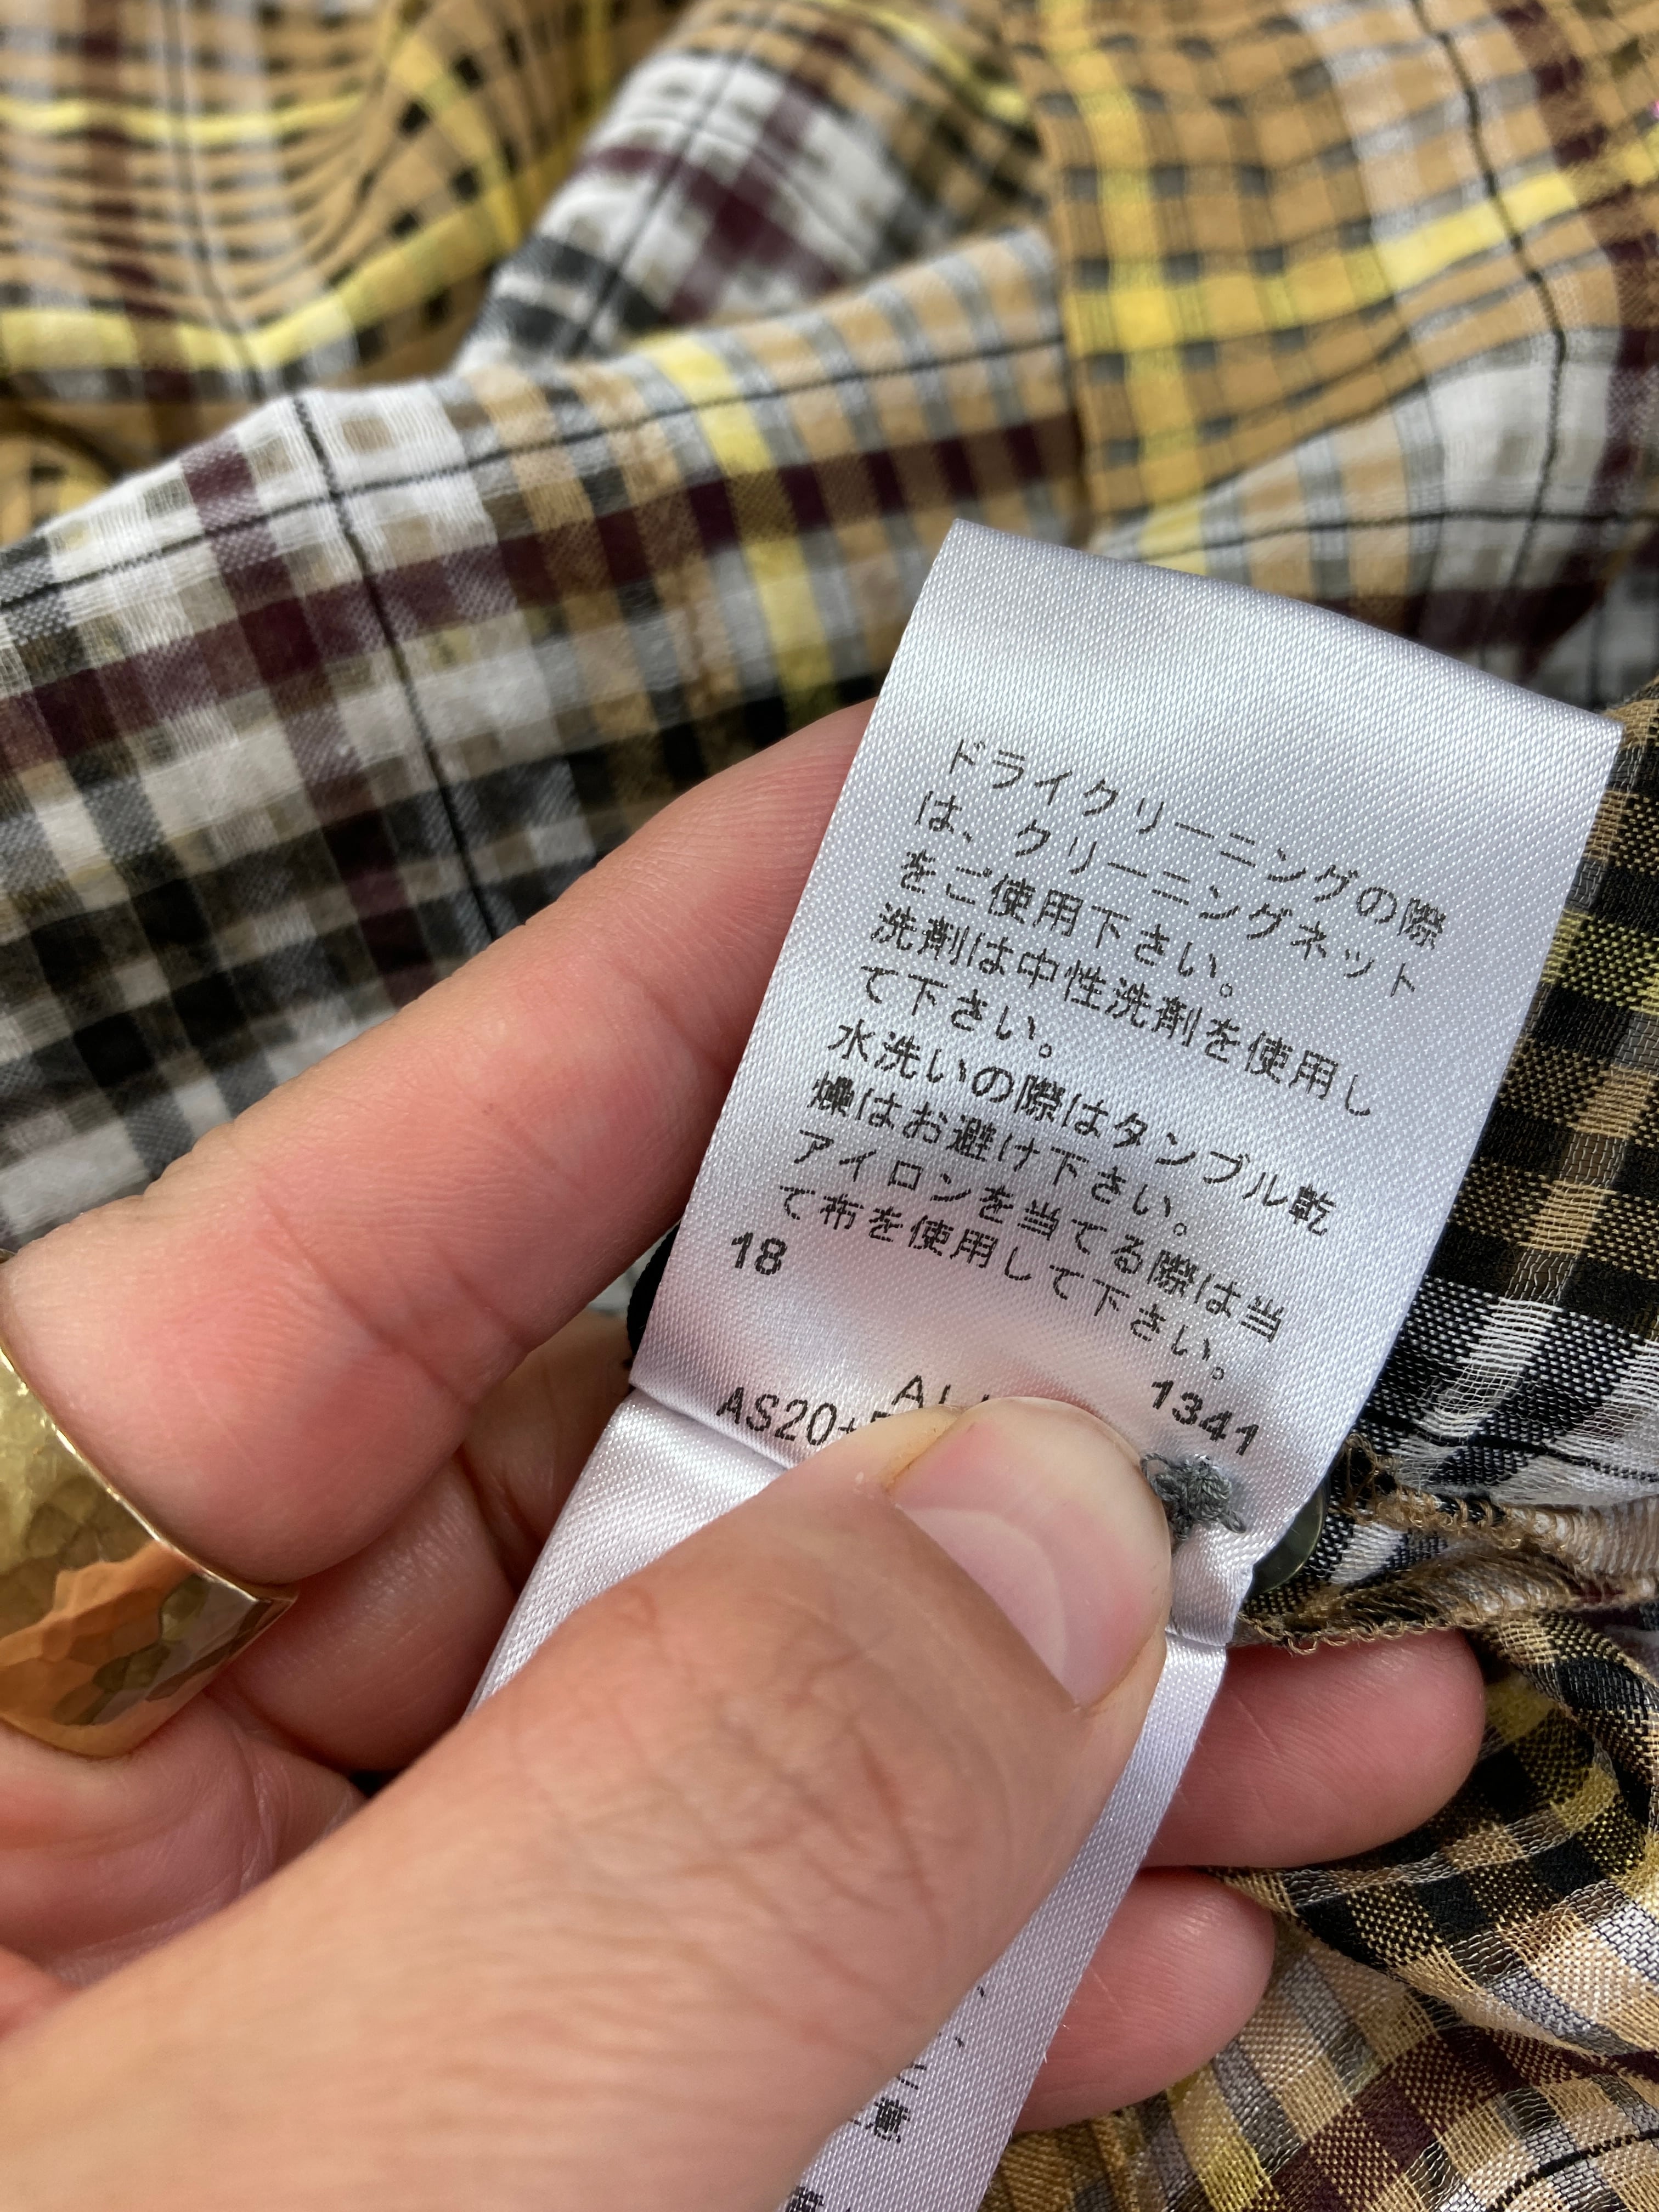 ドライクリーニングの際
は、クリーニングネット
をご使用下さい。
洗剤は中性洗剤を使用し
て下さい。
水洗いの際はタンブル乾
燥はお避け下さい。
アイロンを当てる際は当
て布を使用して下さい。
18
1341
意